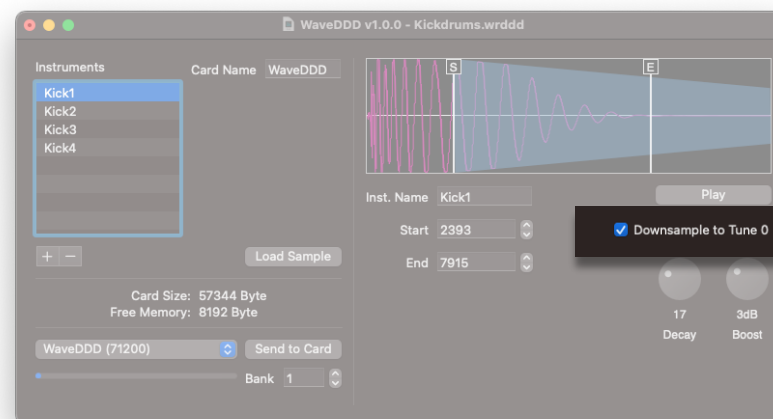 WaveDDD v1.0.0 - Kickdrums.wrddd
Instruments
Card Name WaveDDD
Kick1
Kick2
Kick3
Kick4
S
E
Inst. Name Kick1
Play
Start 2393
Downsample to Tune 0
+ −
Load Sample
End 7915
Card Size: 57344 Byte
Free Memory: 8192 Byte
17
3dB
Decay
Boost
WaveDDD (71200)
Send to Card
Bank 1